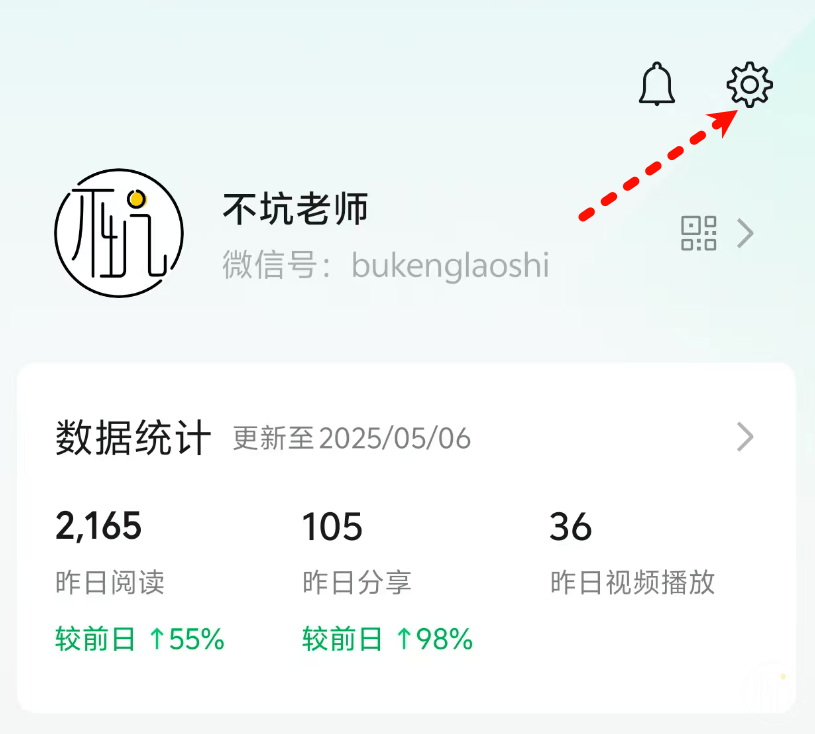 不坑老师
微信号：bukenglaoshi
数据统计 更新至2025/05/06
2,165 105 36
昨日阅读 昨日分享 昨日视频播放
较前日 ↑55% 较前日 ↑98%